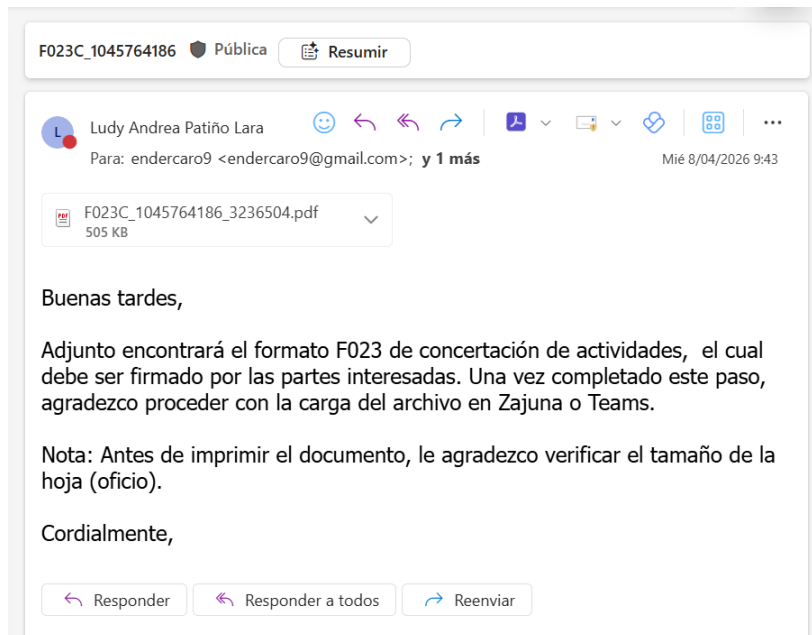 F023C_1045764186 Pública Resumir
L Ludy Andrea Patiño Lara
Para: endercaro9 <endercaro9@gmail.com>; y 1 más Mié 8/04/2026 9:43
PDF F023C_1045764186_3236504.pdf
505 KB
Buenas tardes,
Adjunto encontrará el formato F023 de concertación de actividades, el cual
debe ser firmado por las partes interesadas. Una vez completado este paso,
agradezco proceder con la carga del archivo en Zajuna o Teams.
Nota: Antes de imprimir el documento, le agradezco verificar el tamaño de la
hoja (oficio).
Cordialmente,
Responder Responder a todos Reenviar